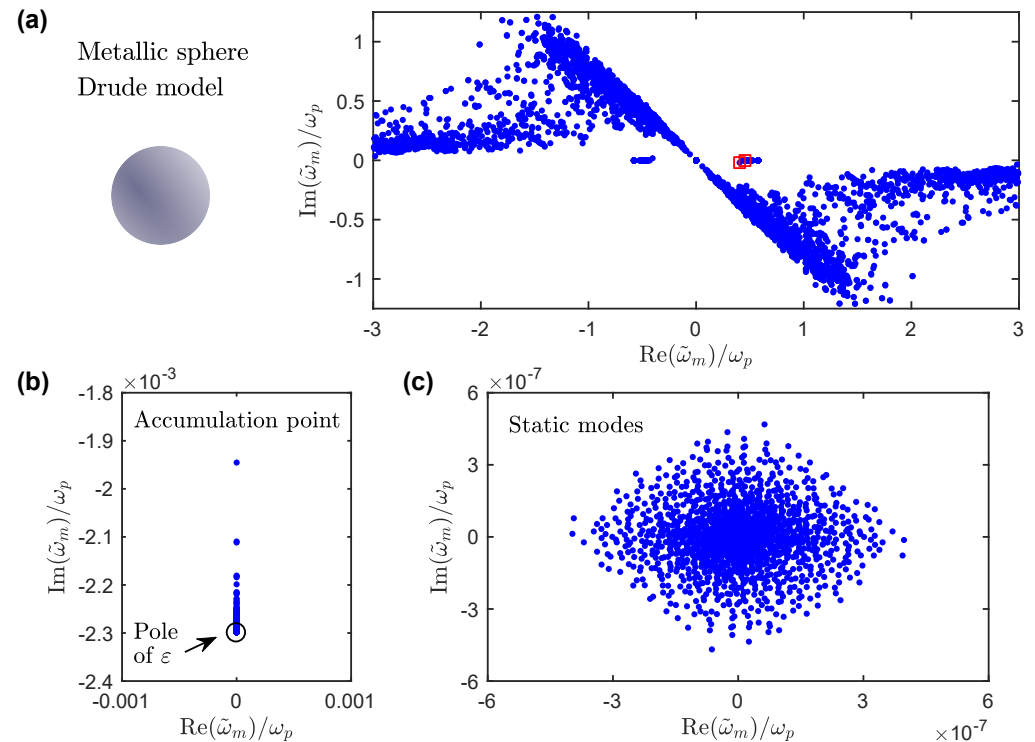 (a)
Metallic sphere
Drude model
Im(ω̃ₘ)/ωₚ
1
0.5
0
-0.5
-1
-3
-2
-1
0
1
2
3
Re(ω̃ₘ)/ωₚ
(b)
×10⁻³
Im(ω̃ₘ)/ωₚ
-1.8
-1.9
-2
-2.1
-2.2
-2.3
-2.4
Accumulation point
Pole
of ε
-0.001
0
0.001
Re(ω̃ₘ)/ωₚ
(c)
×10⁻⁷
Im(ω̃ₘ)/ωₚ
6
3
0
-3
-6
Static modes
-6
-3
0
3
6
Re(ω̃ₘ)/ωₚ
×10⁻⁷